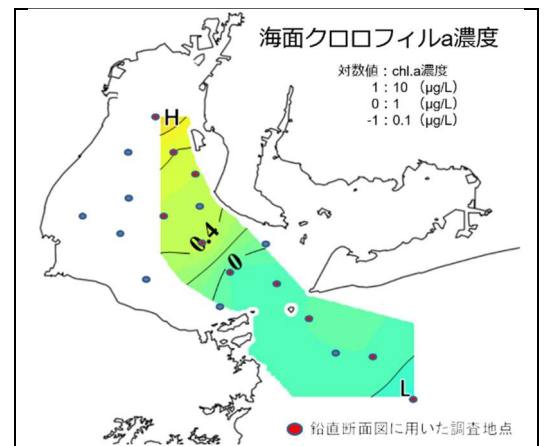 海面クロロフィルa濃度
対数値：chl.a濃度
1：10 （μg/L）
0：1 （μg/L）
-1：0.1 （μg/L）
H
0.4
0
L
鉛直断面図に用いた調査地点